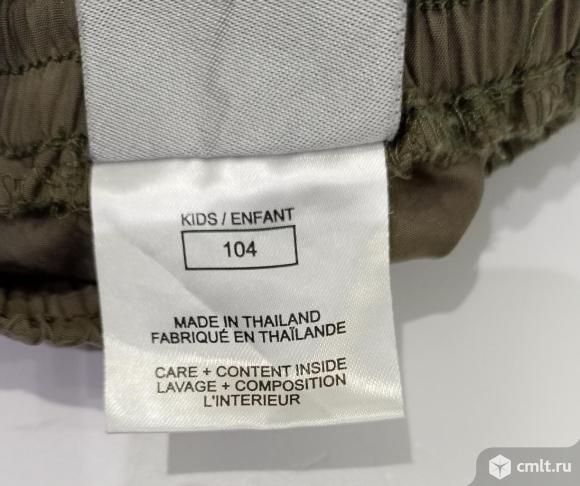 KIDS / ENFANT
104
MADE IN THAILAND
FABRIQUÉ EN THAÏLANDE
CARE + CONTENT INSIDE
LAVAGE + COMPOSITION
L'INTERIEUR
cmlt.ru